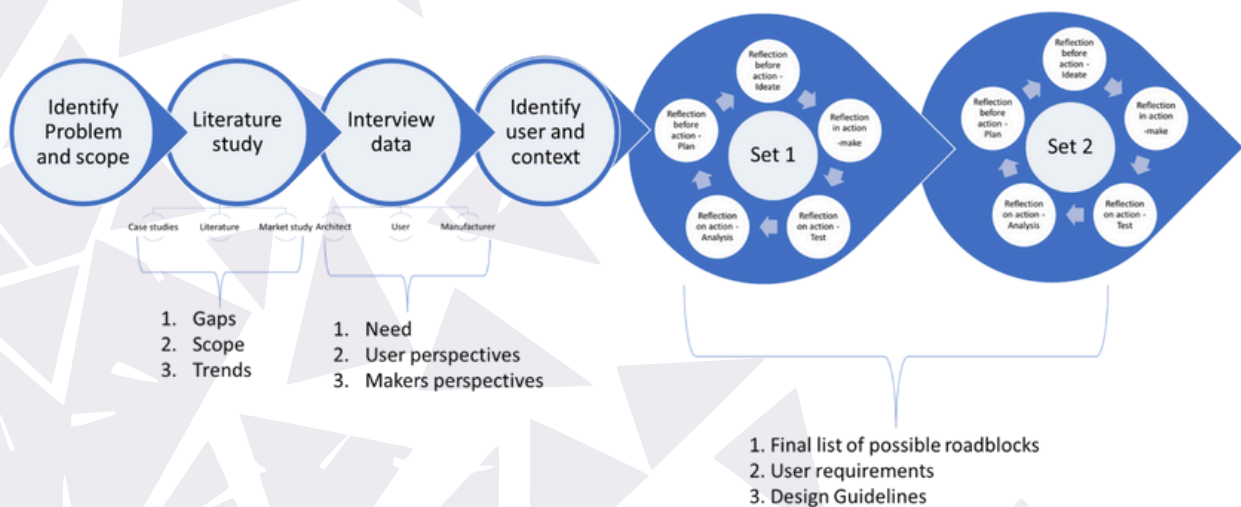 Identify
Problem
and scope
Literature
study
Interview
data
Identify
user and
context
Case studies
Literature
Market study
Architect
User
Manufacturer
1. Gaps
2. Scope
3. Trends
1. Need
2. User perspectives
3. Makers perspectives
Set 1
Reflection
before
action -
Ideate
Reflection
in action
-make
Reflection
on action -
Test
Reflection
on action -
Analysis
Reflection
before
action -
Plan
Set 2
Reflection
before
action -
Ideate
Reflection
in action
-make
Reflection
on action -
Test
Reflection
on action -
Analysis
Reflection
before
action -
Plan
1. Final list of possible roadblocks
2. User requirements
3. Design Guidelines